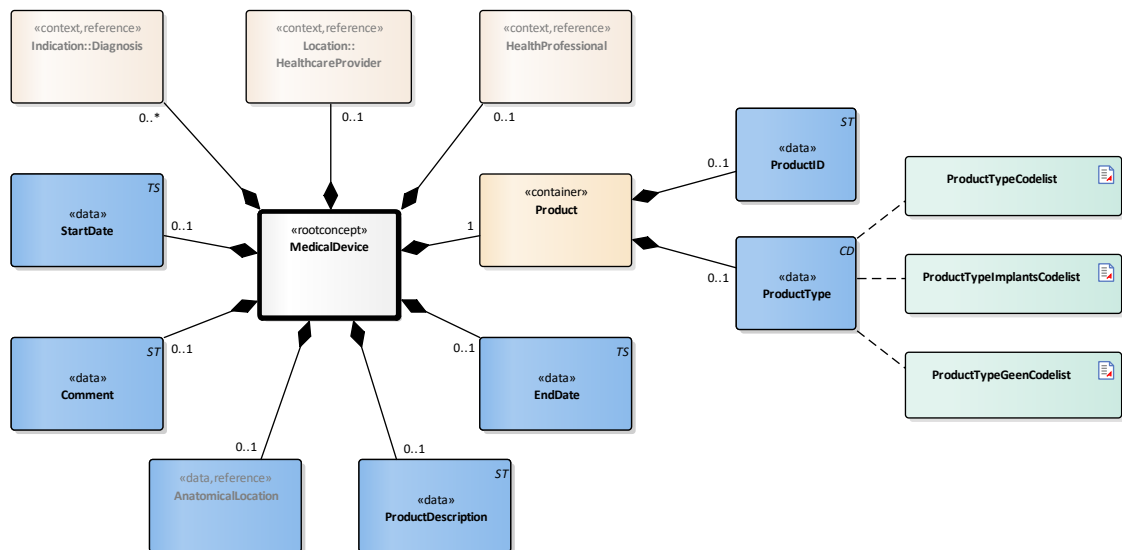 «context,reference»
Indication::Diagnosis
«context,reference»
Location::
HealthcareProvider
«context,reference»
HealthProfessional
0..*
0..1
0..1
ST
«data»
ProductID
0..1
TS
«data»
StartDate
0..1
«container»
Product
1
«rootconcept»
MedicalDevice
ProductTypeCodelist
CD
«data»
ProductType
0..1
ProductTypeImplantsCodelist
ST
«data»
Comment
0..1
TS
«data»
EndDate
0..1
ProductTypeGeenCodelist
0..1
0..1
«data,reference»
AnatomicalLocation
ST
«data»
ProductDescription